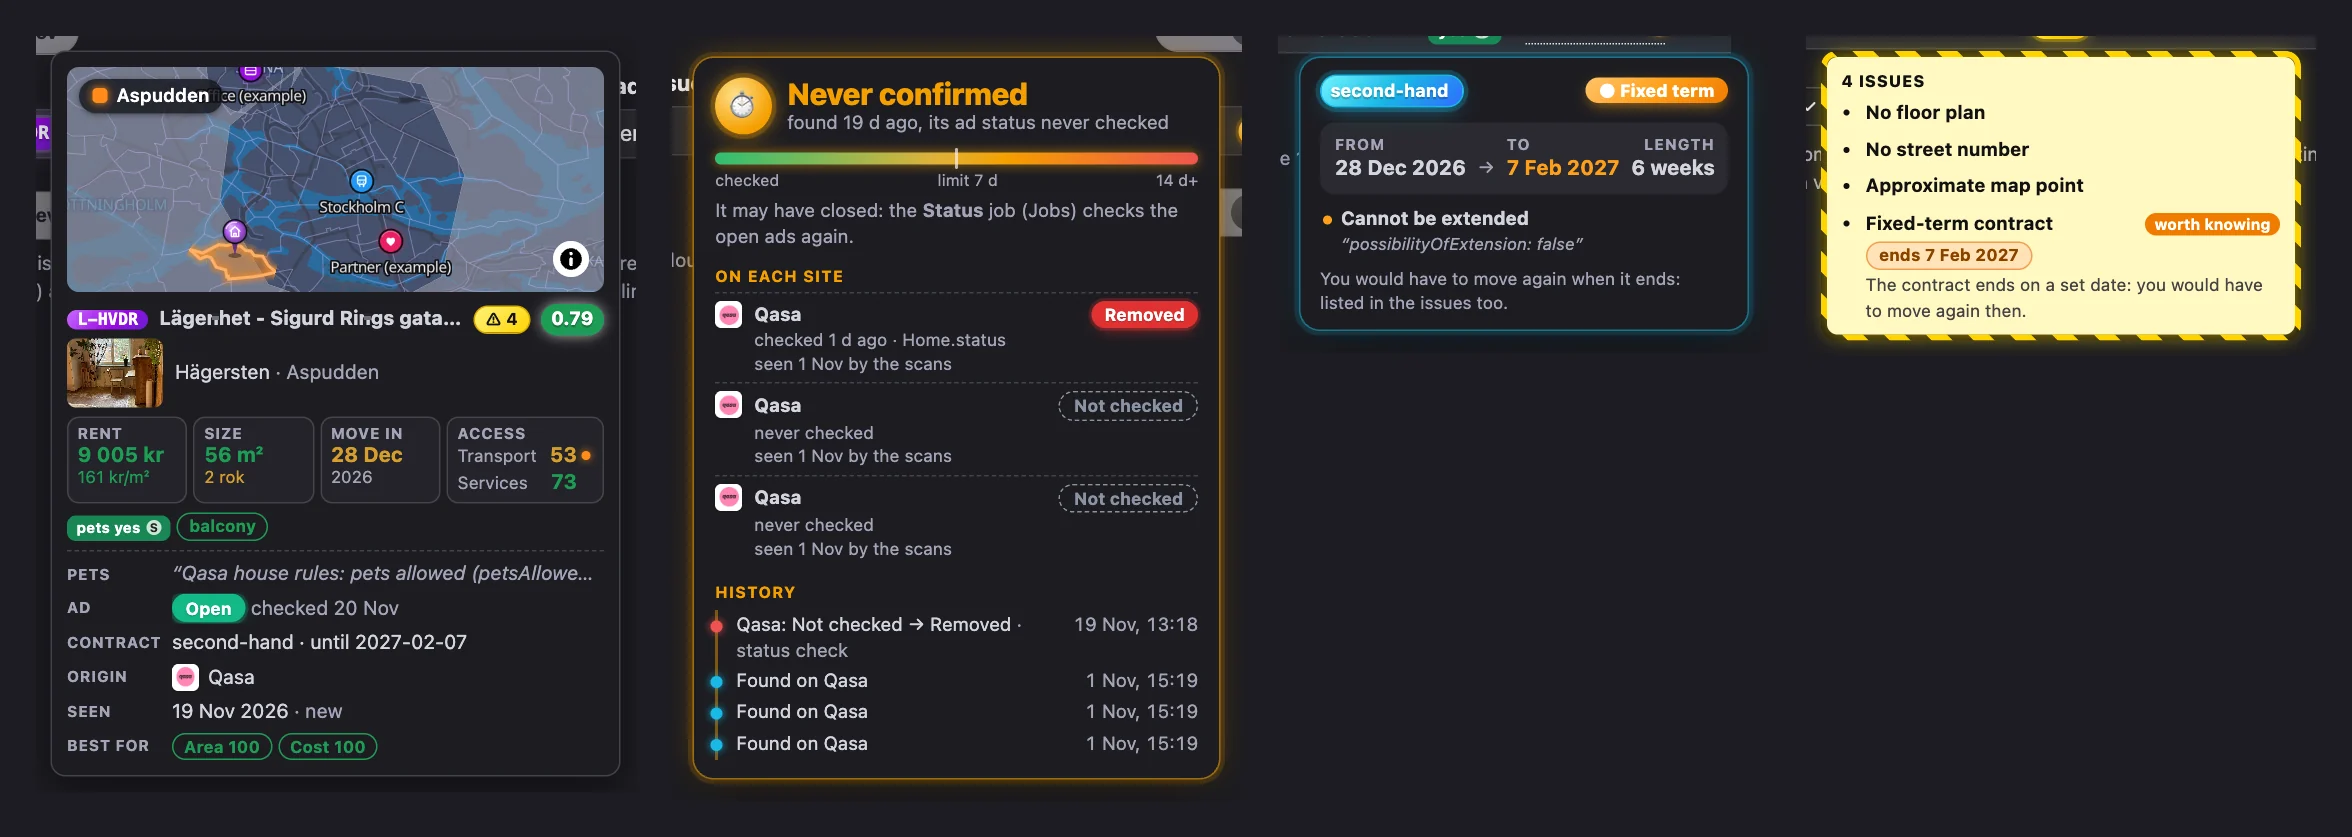 Aspudden
ice (example)
Stockholm C
Partner (example)
L-HVDR Lägenhet - Sigurd Rings gata... 4 0.79
Hägersten · Aspudden
RENT
9 005 kr
161 kr/m²
SIZE
56 m²
2 rok
MOVE IN
28 Dec
2026
ACCESS
Transport 53
Services 73
pets yes S balcony
PETS "Qasa house rules: pets allowed (petsAllowe...
AD Open checked 20 Nov
CONTRACT second-hand · until 2027-02-07
ORIGIN Qasa
SEEN 19 Nov 2026 · new
BEST FOR Area 100 Cost 100
Never confirmed
found 19 d ago, its ad status never checked
checked limit 7 d 14 d+
It may have closed: the Status job (Jobs) checks the
open ads again.
ON EACH SITE
Qasa Removed
checked 1 d ago · Home.status
seen 1 Nov by the scans
Qasa Not checked
never checked
seen 1 Nov by the scans
Qasa Not checked
never checked
seen 1 Nov by the scans
HISTORY
Qasa: Not checked → Removed · 19 Nov, 13:18
status check
Found on Qasa 1 Nov, 15:19
Found on Qasa 1 Nov, 15:19
Found on Qasa 1 Nov, 15:19
second-hand Fixed term
FROM TO LENGTH
28 Dec 2026 → 7 Feb 2027 6 weeks
• Cannot be extended
"possibilityOfExtension: false"
You would have to move again when it ends:
listed in the issues too.
4 ISSUES
• No floor plan
• No street number
• Approximate map point
• Fixed-term contract worth knowing
ends 7 Feb 2027
The contract ends on a set date: you would have
to move again then.